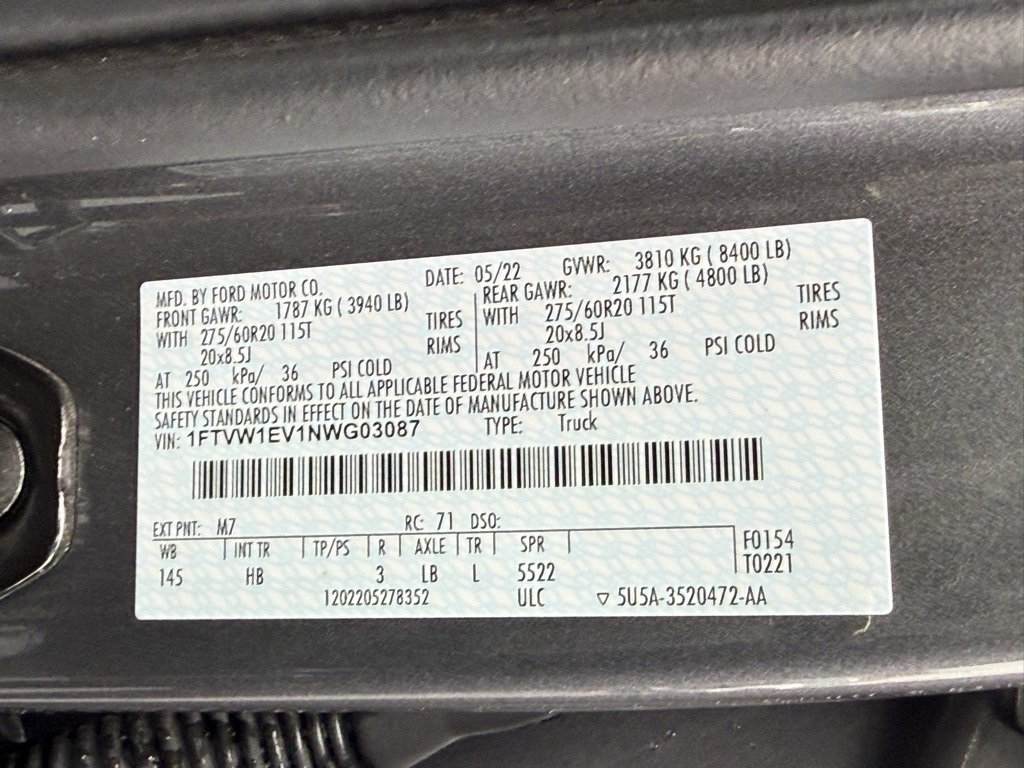 MFD. BY FORD MOTOR CO. DATE: 05/22 GVWR: 3810 KG ( 8400 LB)
FRONT GAWR: 1787 KG ( 3940 LB) REAR GAWR: 2177 KG ( 4800 LB)
WITH 275/60R20 115T TIRES WITH 275/60R20 115T TIRES
20x8.5J RIMS 20x8.5J RIMS
AT 250 kPa/ 36 PSI COLD AT 250 kPa/ 36 PSI COLD
THIS VEHICLE CONFORMS TO ALL APPLICABLE FEDERAL MOTOR VEHICLE
SAFETY STANDARDS IN EFFECT ON THE DATE OF MANUFACTURE SHOWN ABOVE.
VIN: 1FTVW1EV1NWG03087 TYPE: Truck
EXT PNT: M7 RC: 71 DSO:
WB INT TR TP/PS R AXLE TR SPR F0154
145 HB 3 LB L 5522 T0221
1202205278352 ULC ▽ 5U5A-3520472-AA